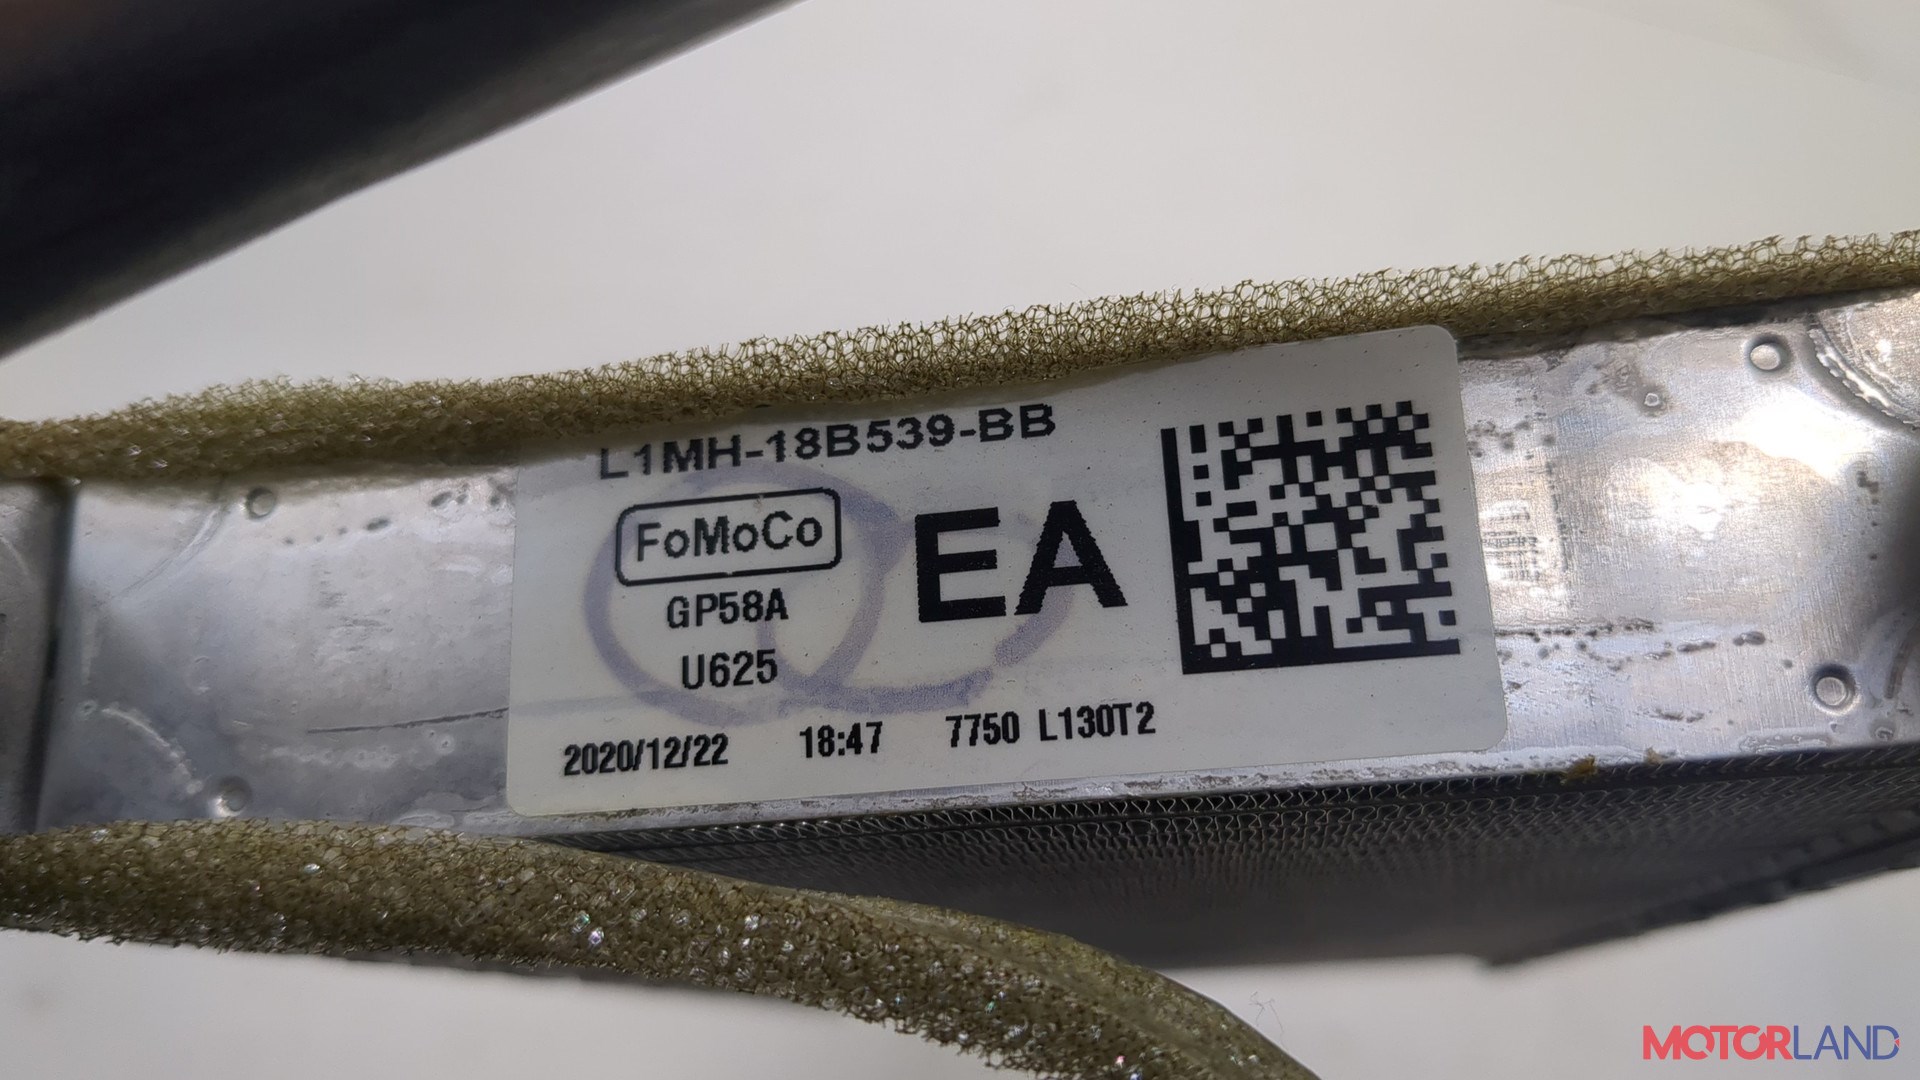 L1MH-18B539-BB
FoMoCo
EA
GP58A
U625
2020/12/22 18:47 7750 L130T2
MOTORLAND